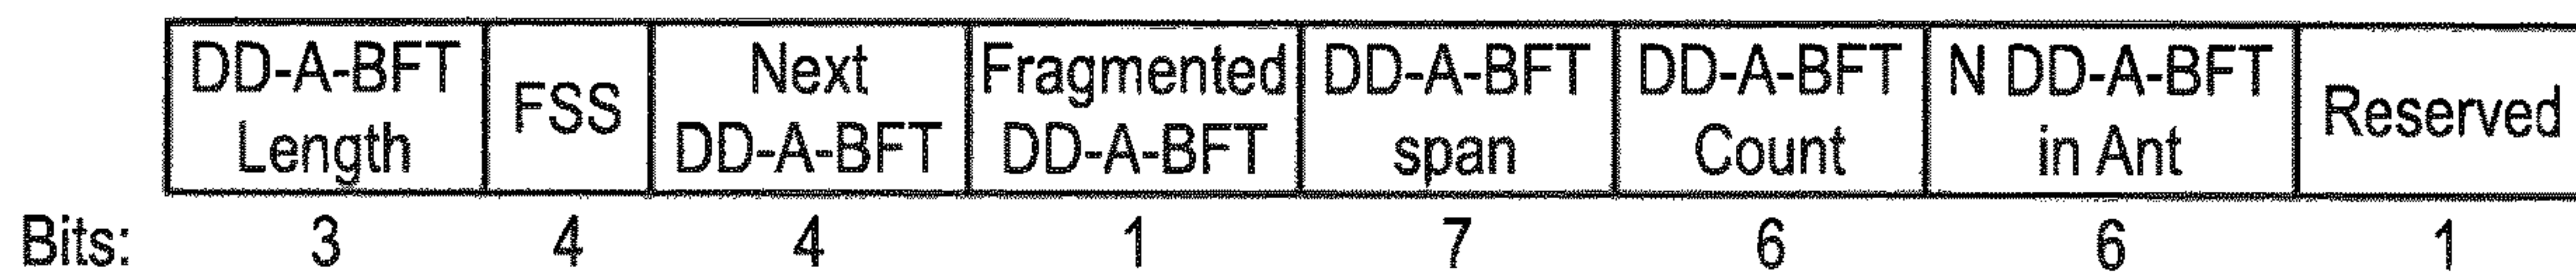 DD-A-BFT Length FSS Next DD-A-BFT Fragmented DD-A-BFT DD-A-BFT span DD-A-BFT Count N DD-A-BFT in Ant Reserved
Bits: 3 4 4 1 7 6 6 1